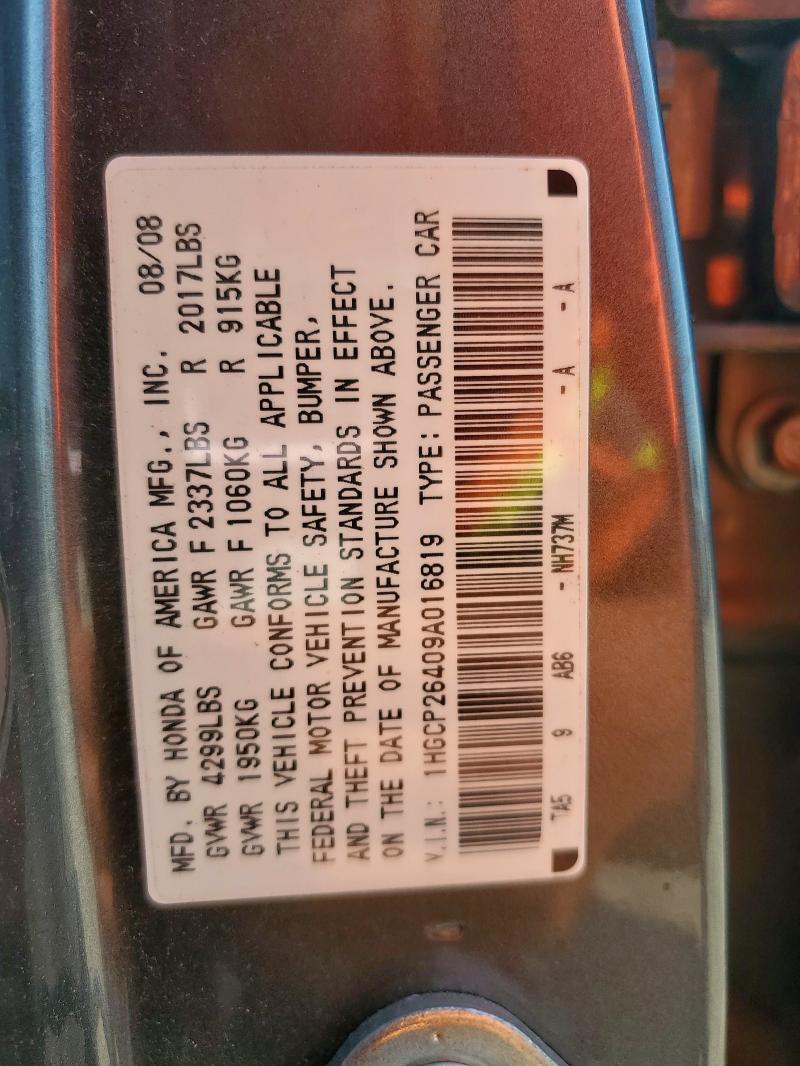 MFD. BY HONDA OF AMERICA MFG., INC. 08/08
GVWR 4299LBS GAWR F 2337LBS R 2017LBS
GVWR 1950KG GAWR F 1060KG R 915KG
THIS VEHICLE CONFORMS TO ALL APPLICABLE
FEDERAL MOTOR VEHICLE SAFETY, BUMPER,
AND THEFT PREVENTION STANDARDS IN EFFECT
ON THE DATE OF MANUFACTURE SHOWN ABOVE.
V.I.N.: 1HGCP26409A016819 TYPE: PASSENGER CAR
TA5 9 AB6 - NH737M - A - A